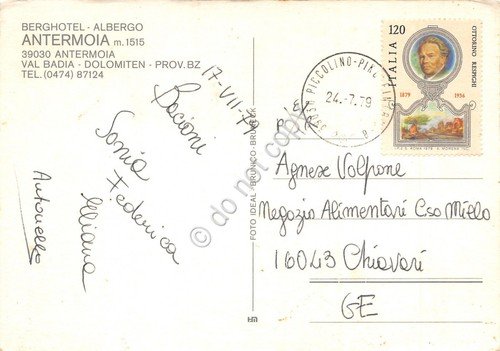 BERGHOTEL - ALBERGO
ANTERMOIA m. 1515
39030 ANTERMOIA
VAL BADIA - DOLOMITEN - PROV. BZ
TEL. (0474) 87124
17-VIII-79
Bacioni
Sonia
Federica
Liliana
Antonello
FOTO IDEAL - BRUNICO-BRUNECK
120
ITALIA
OTTORINO RESPIGHI
1879 1936
24.-7.79
Agnese Volpone
Negozio Alimentari Cso Millo
16043 Chiavari
GE
© do not copy